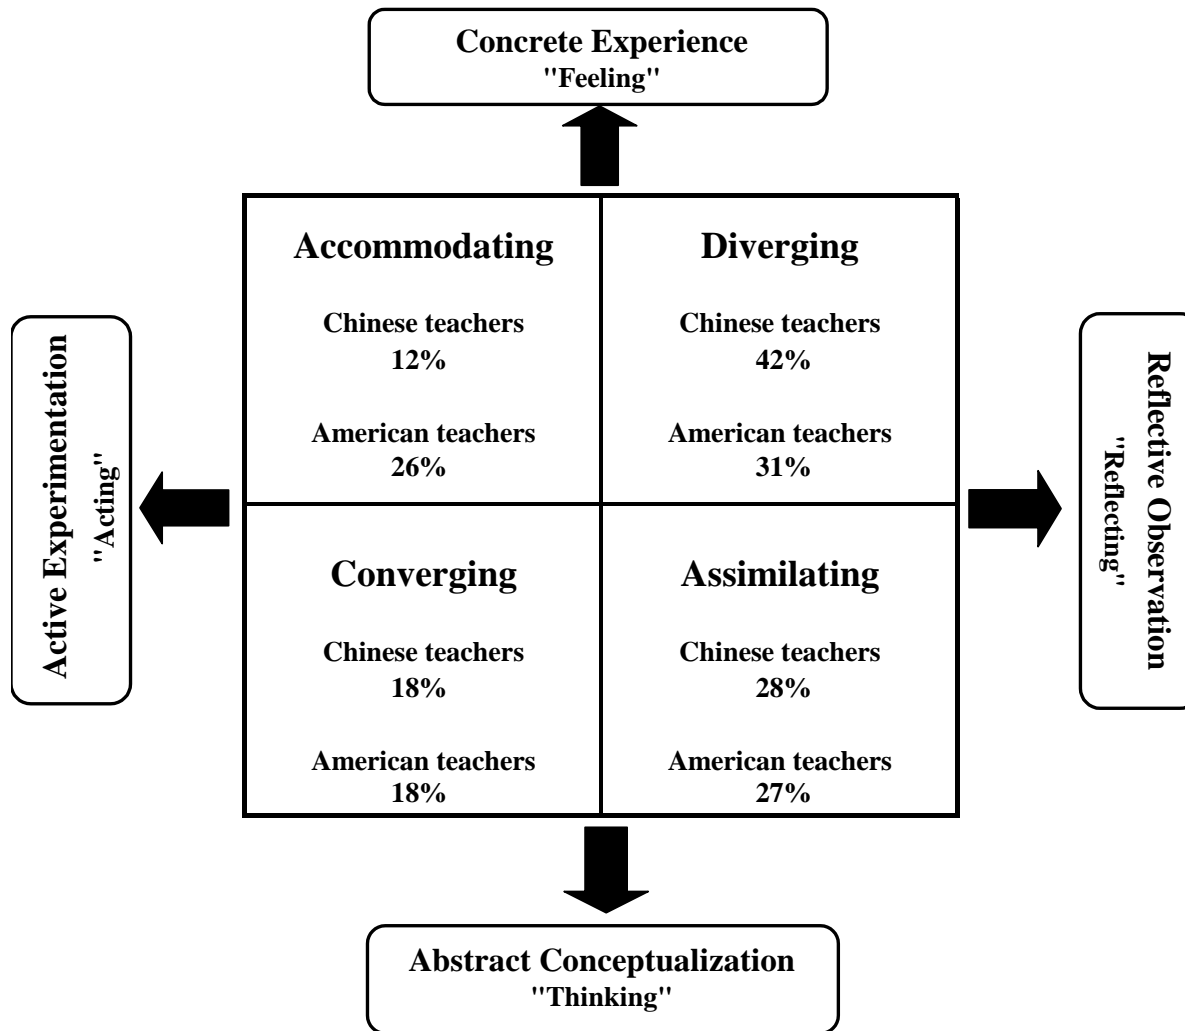 Concrete Experience
"Feeling"
Accommodating
Chinese teachers
12%
American teachers
26%
Diverging
Chinese teachers
42%
American teachers
31%
Active Experimentation
"Acting"
Reflective Observation
"Reflecting"
Converging
Chinese teachers
18%
American teachers
18%
Assimilating
Chinese teachers
28%
American teachers
27%
Abstract Conceptualization
"Thinking"